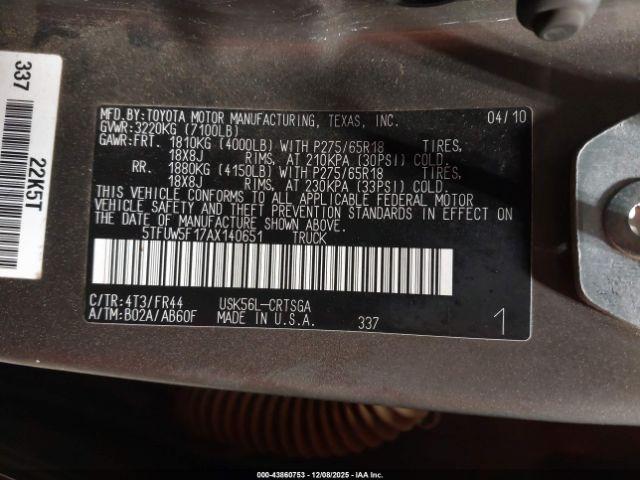 337
22K5T
MFD.BY:TOYOTA MOTOR MANUFACTURING, TEXAS, INC. 04/10
GVWR:3220KG (7100LB)
GAWR:FRT. 1810KG (4000LB) WITH P275/65R18 TIRES.
18X8J RIMS, AT 210KPA (30PSI) COLD.
RR. 1880KG (4150LB) WITH P275/65R18 TIRES.
18X8J RIMS, AT 230KPA (33PSI) COLD.
THIS VEHICLE CONFORMS TO ALL APPLICABLE FEDERAL MOTOR
VEHICLE SAFETY AND THEFT PREVENTION STANDARDS IN EFFECT ON
THE DATE OF MANUFACTURE SHOWN ABOVE.
5TFUW5F17AX140651 TRUCK
C/TR:4T3/FR44 USK56L-CRTSGA
A/TM:B02A/AB60F MADE IN U.S.A. 337 1
000-43860753 - 12/08/2025 - IAAI, Inc.